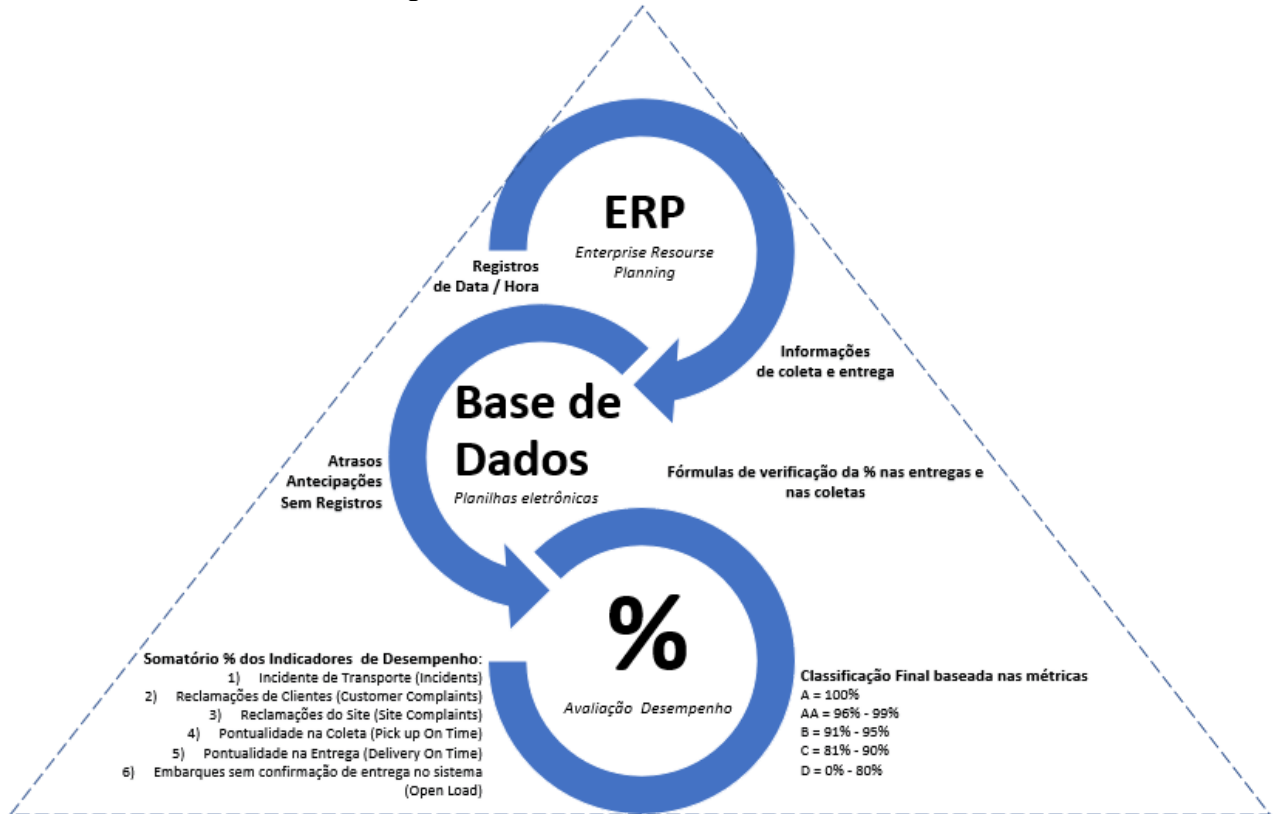 ERP
Enterprise Resourse
Planning
Registros
de Data / Hora
Informações
de coleta e entrega
Base de
Dados
Planilhas eletrônicas
Atrasos
Antecipações
Sem Registros
Fórmulas de verificação da % nas entregas e
nas coletas
%
Avaliação Desempenho
Somatório % dos Indicadores de Desempenho:
1) Incidente de Transporte (Incidents)
2) Reclamações de Clientes (Customer Complaints)
3) Reclamações do Site (Site Complaints)
4) Pontualidade na Coleta (Pick up On Time)
5) Pontualidade na Entrega (Delivery On Time)
6) Embarques sem confirmação de entrega no sistema
(Open Load)
Classificação Final baseada nas métricas
A = 100%
AA = 96% - 99%
B = 91% - 95%
C = 81% - 90%
D = 0% - 80%